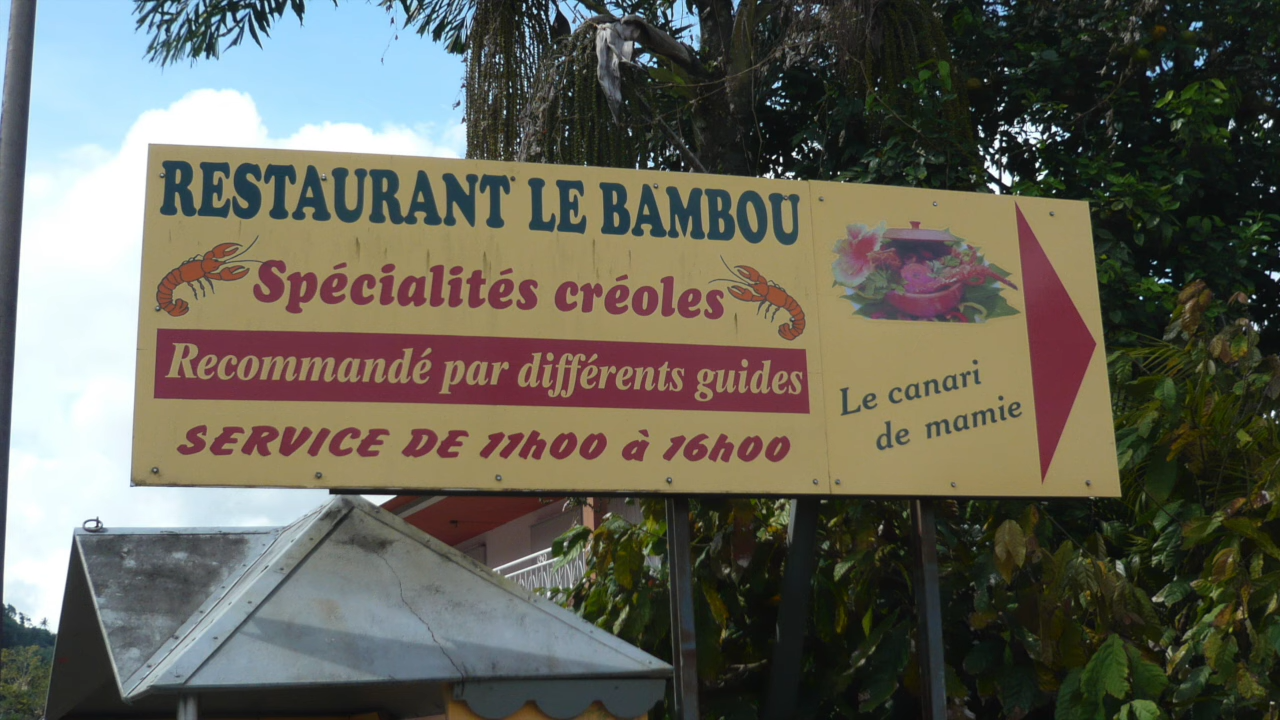 RESTAURANT LE BAMBOU
Spécialités créoles
Recommandé par différents guides
SERVICE DE 11h00 à 16h00
Le canari
de mamie